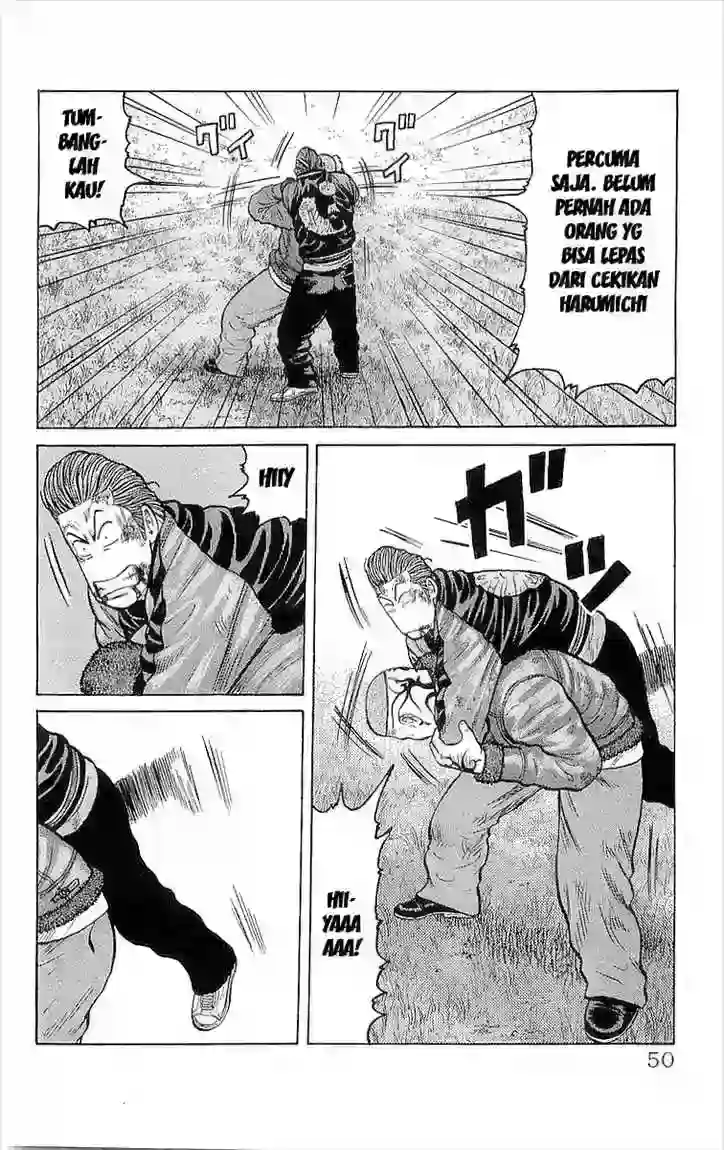 PERCUMA
SAJA. BELUM
PERNAH ADA
ORANG YG
BISA LEPAS
DARI CEKIKAN
HARUMICHI
TUM-
BANG-
LAH
KAU!
グイ
グイ
ガバッ
HIIY
HII-
YAAA
AAA!
50